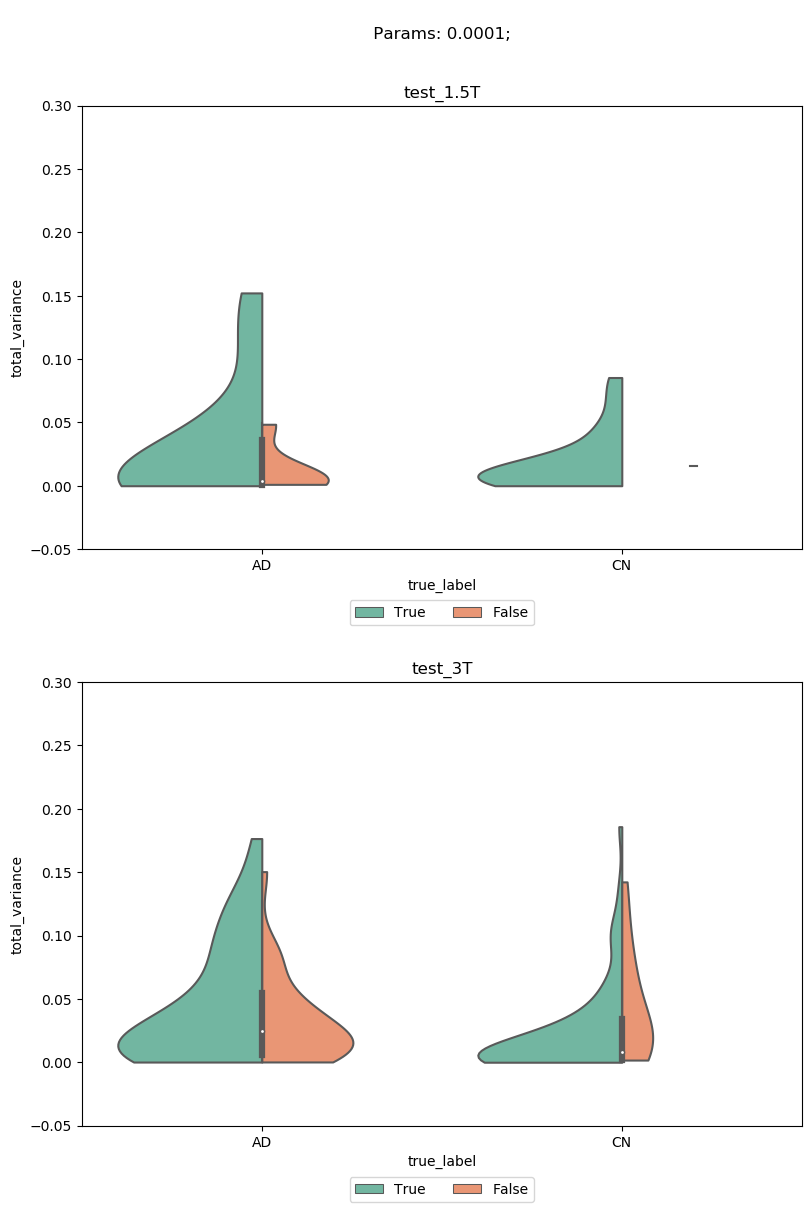 Params: 0.0001;
test_1.5T
0.30
0.25
0.20
0.15
0.10
0.05
0.00
−0.05
total_variance
AD CN
true_label
True False
test_3T
0.30
0.25
0.20
0.15
0.10
0.05
0.00
−0.05
total_variance
AD CN
true_label
True False